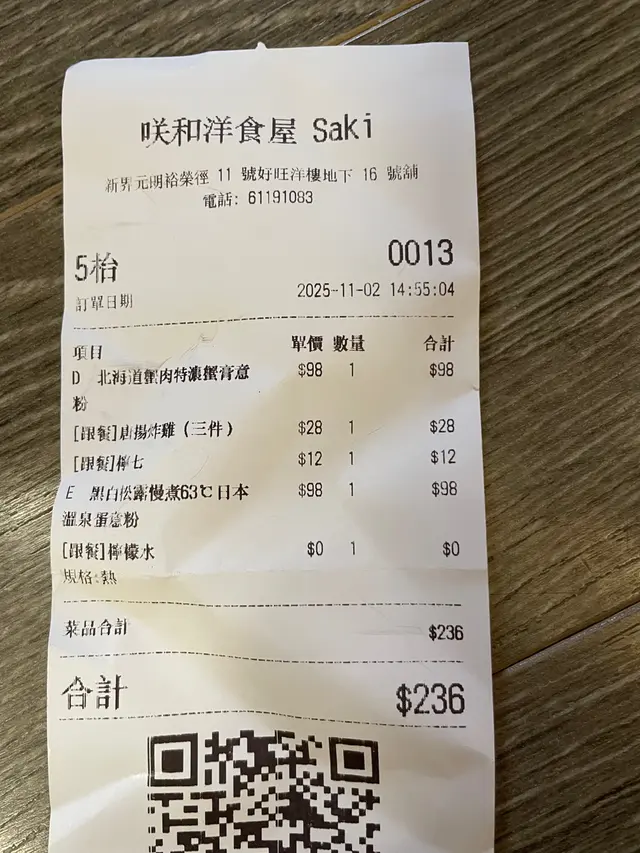 咲和洋食屋 Saki
新界元朗裕榮徑 11 號好旺洋樓地下 16 號舖
電話: 61191083
5枱 0013
訂單日期 2025-11-02 14:55:04
項目 單價 數量 合計
D 北海道蟹肉特濃蟹膏意粉 $98 1 $98
[跟餐]唐揚炸雞(三件) $28 1 $28
[跟餐]檸七 $12 1 $12
E 黑白松露慢煮63℃日本溫泉蛋意粉 $98 1 $98
[跟餐]檸檬水 $0 1 $0
規格:熱
菜品合計 $236
合計 $236